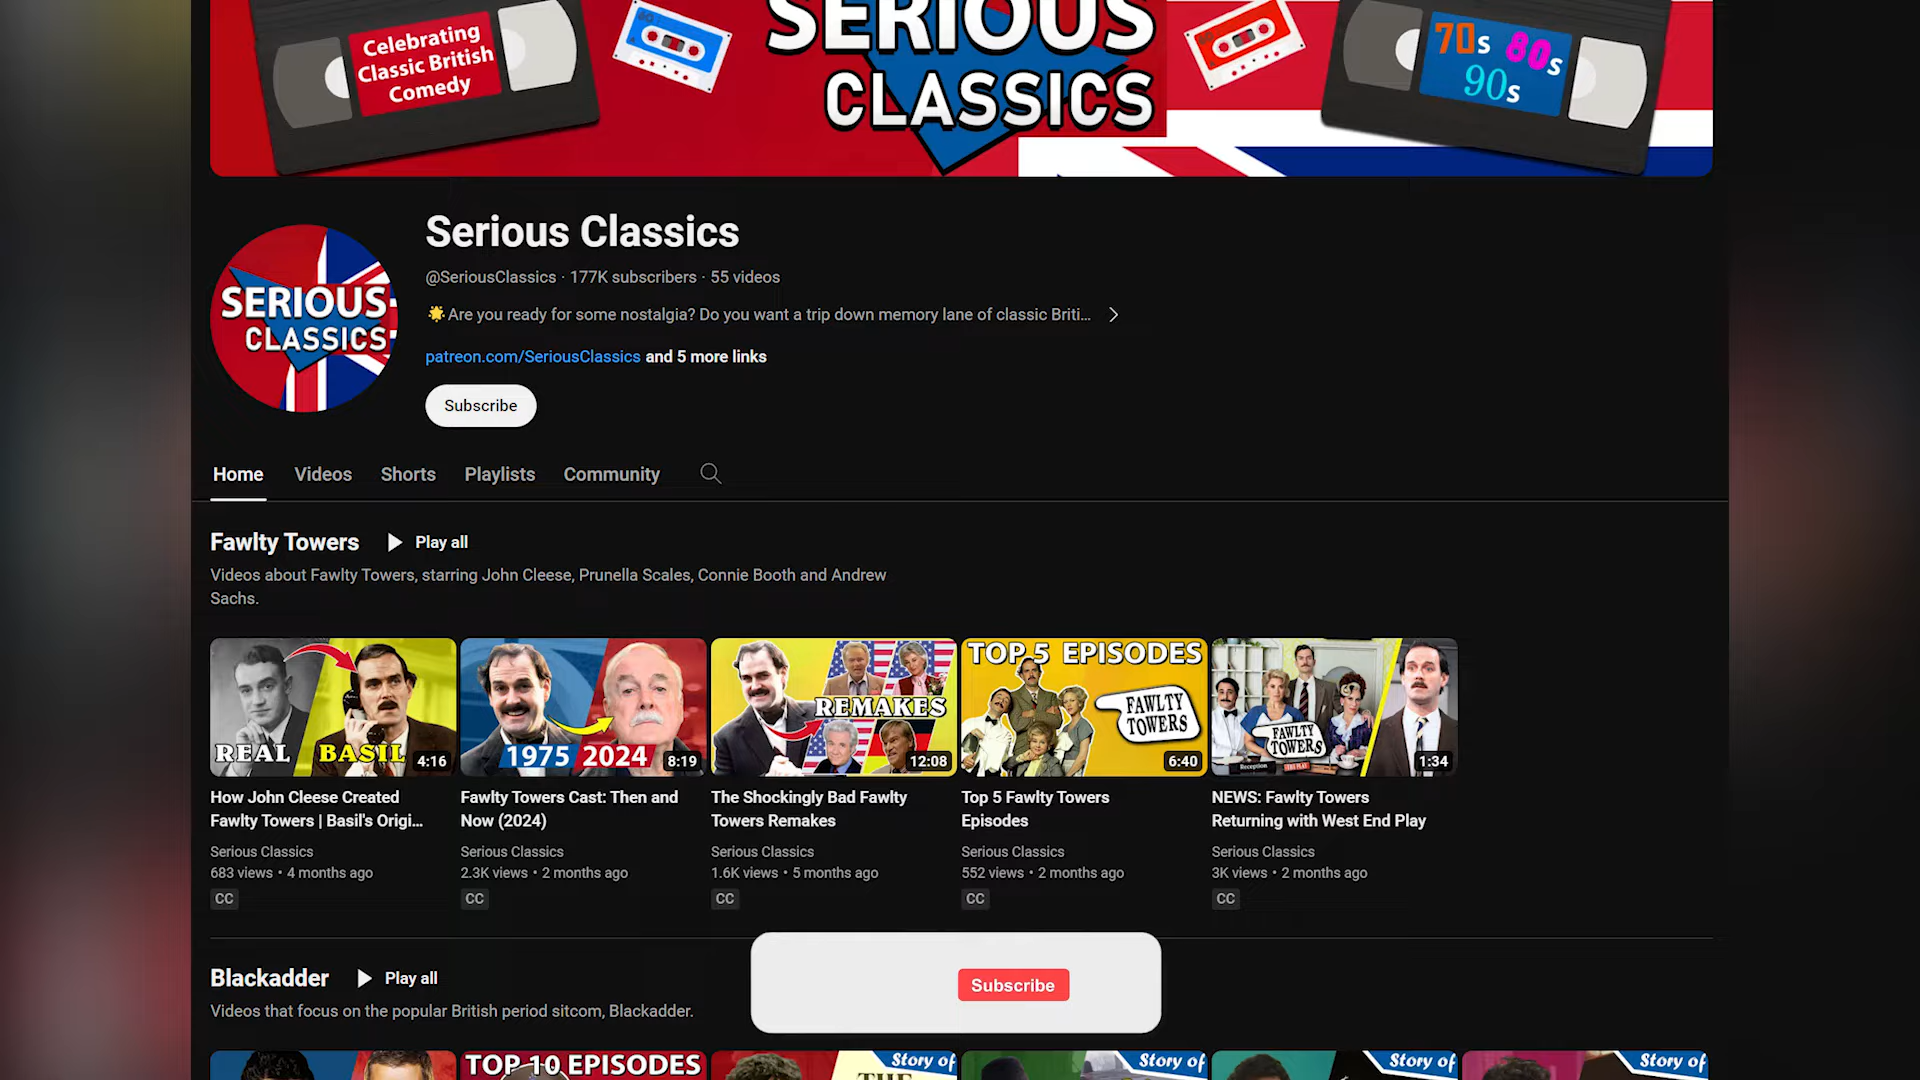 Celebrating
Classic British
Comedy
SERIOUS
CLASSICS
70s 80s
90s
SERIOUS
CLASSICS
Serious Classics
@SeriousClassics · 177K subscribers · 55 videos
🌟Are you ready for some nostalgia? Do you want a trip down memory lane of classic Briti...
patreon.com/SeriousClassics and 5 more links
Subscribe
Home Videos Shorts Playlists Community
Fawlty Towers Play all
Videos about Fawlty Towers, starring John Cleese, Prunella Scales, Connie Booth and Andrew
Sachs.
REAL BASIL 4:16
1975 2024 8:19
REMAKES 12:08
TOP 5 EPISODES
FAWLTY
TOWERS
6:40
FAWLTY
TOWERS
Reception
1:34
How John Cleese Created
Fawlty Towers | Basil's Origi...
Serious Classics
683 views • 4 months ago
CC
Fawlty Towers Cast: Then and
Now (2024)
Serious Classics
2.3K views • 2 months ago
CC
The Shockingly Bad Fawlty
Towers Remakes
Serious Classics
1.6K views • 5 months ago
CC
Top 5 Fawlty Towers
Episodes
Serious Classics
552 views • 2 months ago
CC
NEWS: Fawlty Towers
Returning with West End Play
Serious Classics
3K views • 2 months ago
CC
Blackadder Play all
Videos that focus on the popular British period sitcom, Blackadder.
Subscribe
TOP 10 EPISODES
Story of
THE
Story of
Story of
Story of